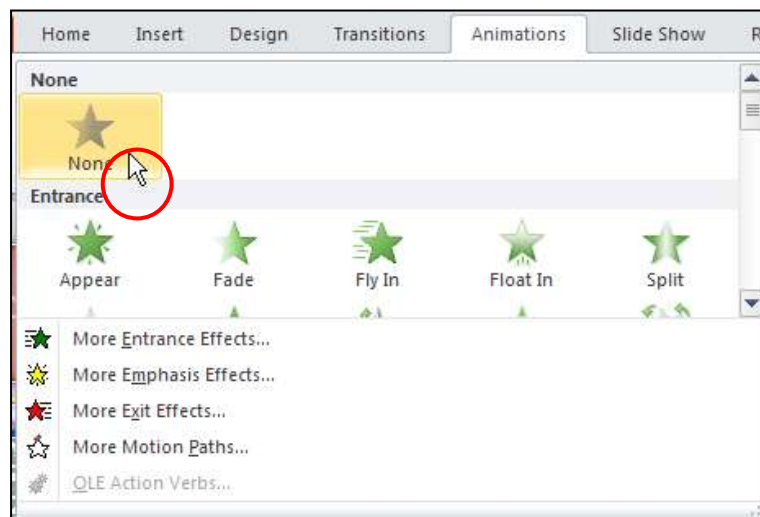 Home Insert Design Transitions Animations Slide Show R
None
None
Entrance
Appear Fade Fly In Float In Split
More Entrance Effects...
More Emphasis Effects...
More Exit Effects...
More Motion Paths...
OLE Action Verbs...